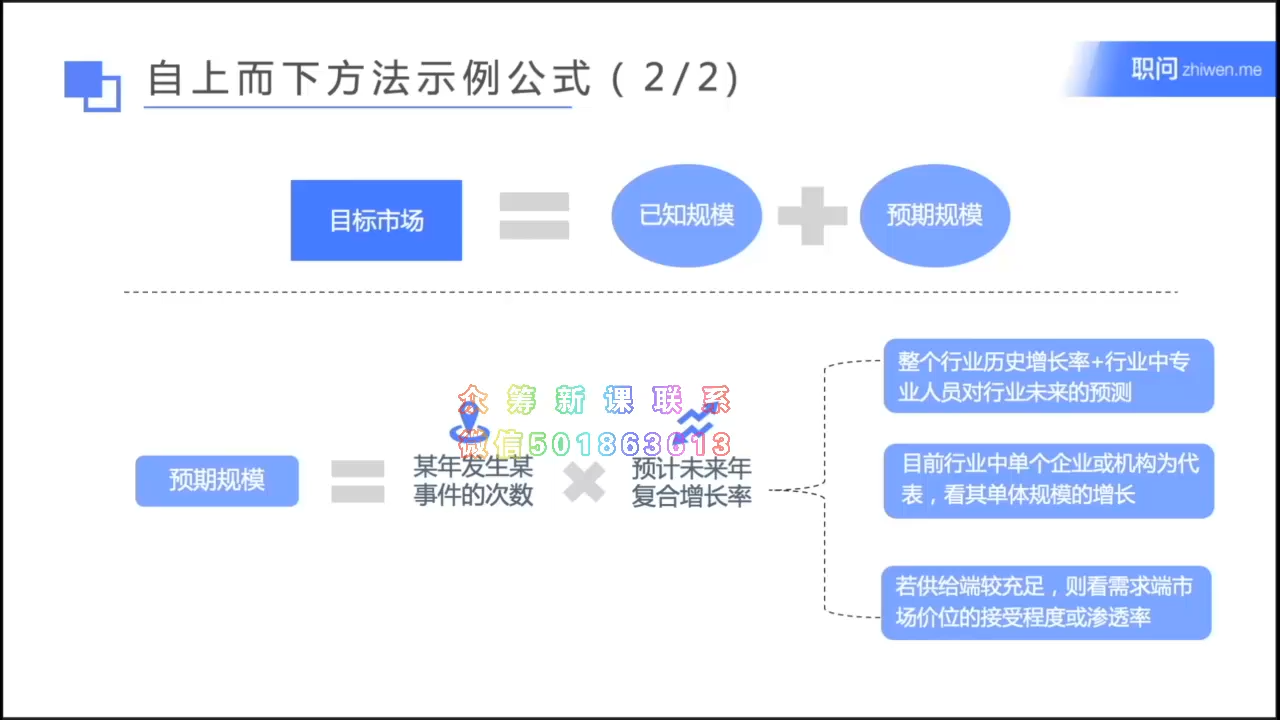 自上而下方法示例公式（2/2）
职问 zhiwen.me
目标市场
已知规模
预期规模
整个行业历史增长率+行业中专
业人员对行业未来的预测
众筹新课联系
微信501863613
预期规模
某年发生某
事件的次数
预计未来年
复合增长率
目前行业中单个企业或机构为代
表，看其单体规模的增长
若供给端较充足，则看需求端市
场价位的接受程度或渗透率